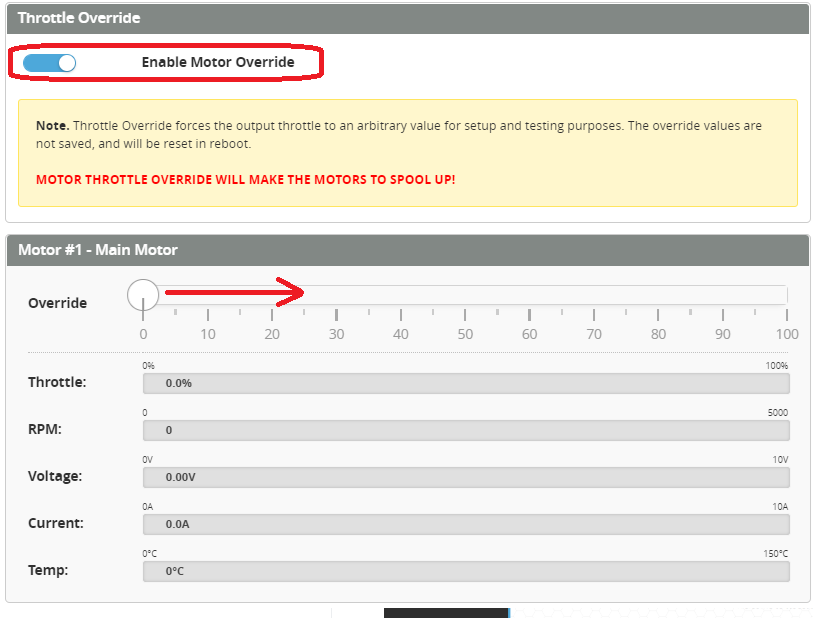 Throttle Override
Enable Motor Override
Note. Throttle Override forces the output throttle to an arbitrary value for setup and testing purposes. The override values are
not saved, and will be reset in reboot.
MOTOR THROTTLE OVERRIDE WILL MAKE THE MOTORS TO SPOOL UP!
Motor #1 - Main Motor
Override
0 10 20 30 40 50 60 70 80 90 100
0% 100%
Throttle: 0.0%
0 5000
RPM: 0
0V 10V
Voltage: 0.00V
0A 10A
Current: 0.0A
0°C 150°C
Temp: 0°C